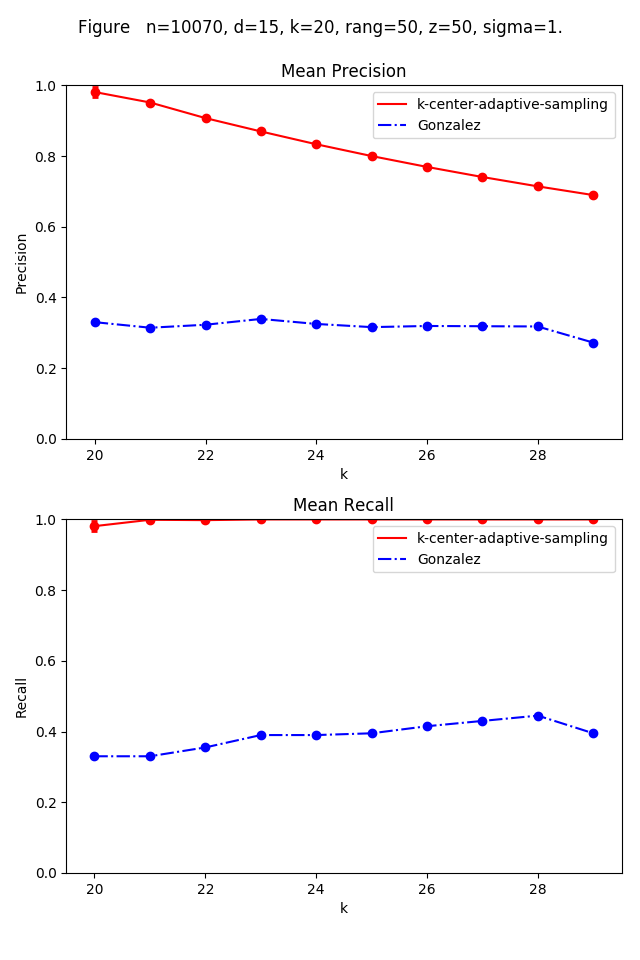 Figure   n=10070, d=15, k=20, rang=50, z=50, sigma=1.
Mean Precision
k-center-adaptive-sampling
Gonzalez
Precision
1.0
0.8
0.6
0.4
0.2
0.0
20 22 24 26 28
k
Mean Recall
k-center-adaptive-sampling
Gonzalez
Recall
1.0
0.8
0.6
0.4
0.2
0.0
20 22 24 26 28
k